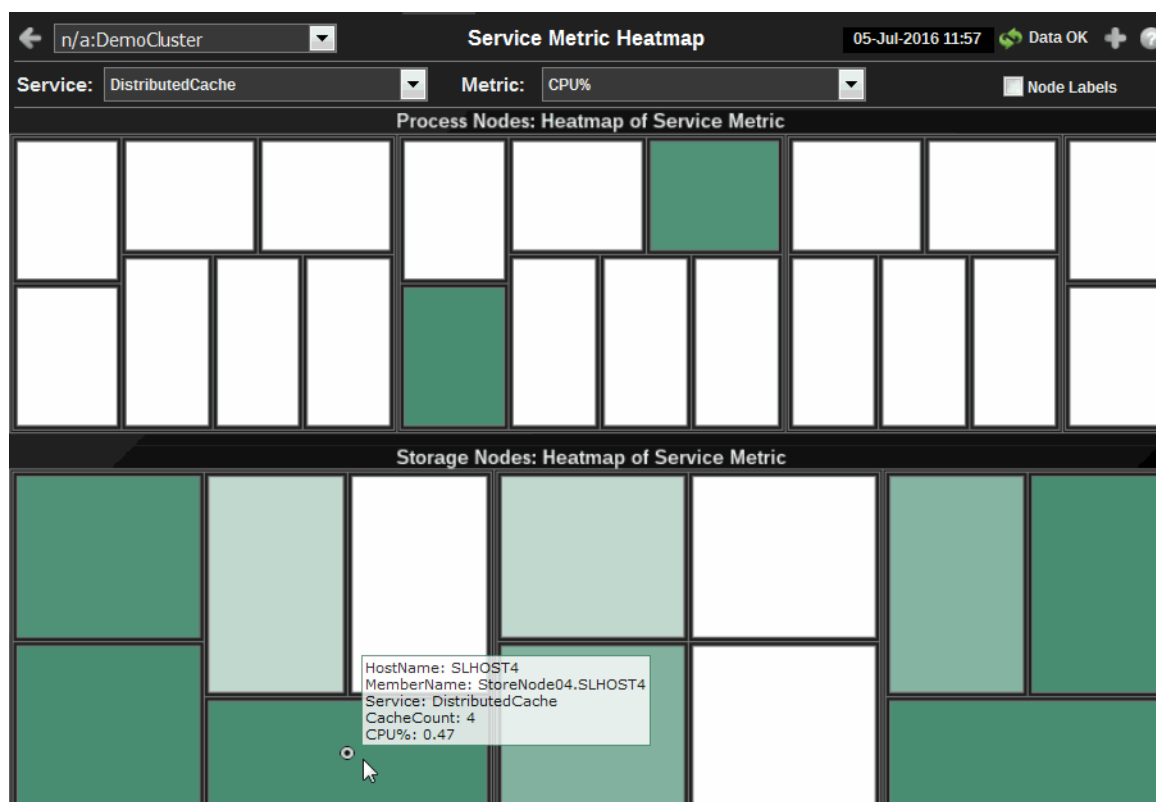 n/a:DemoCluster Service Metric Heatmap 05-Jul-2016 11:57 Data OK
Service: DistributedCache Metric: CPU% Node Labels
Process Nodes: Heatmap of Service Metric
Storage Nodes: Heatmap of Service Metric
HostName: SLHOST4
MemberName: StoreNode04.SLHOST4
Service: DistributedCache
CacheCount: 4
CPU%: 0.47